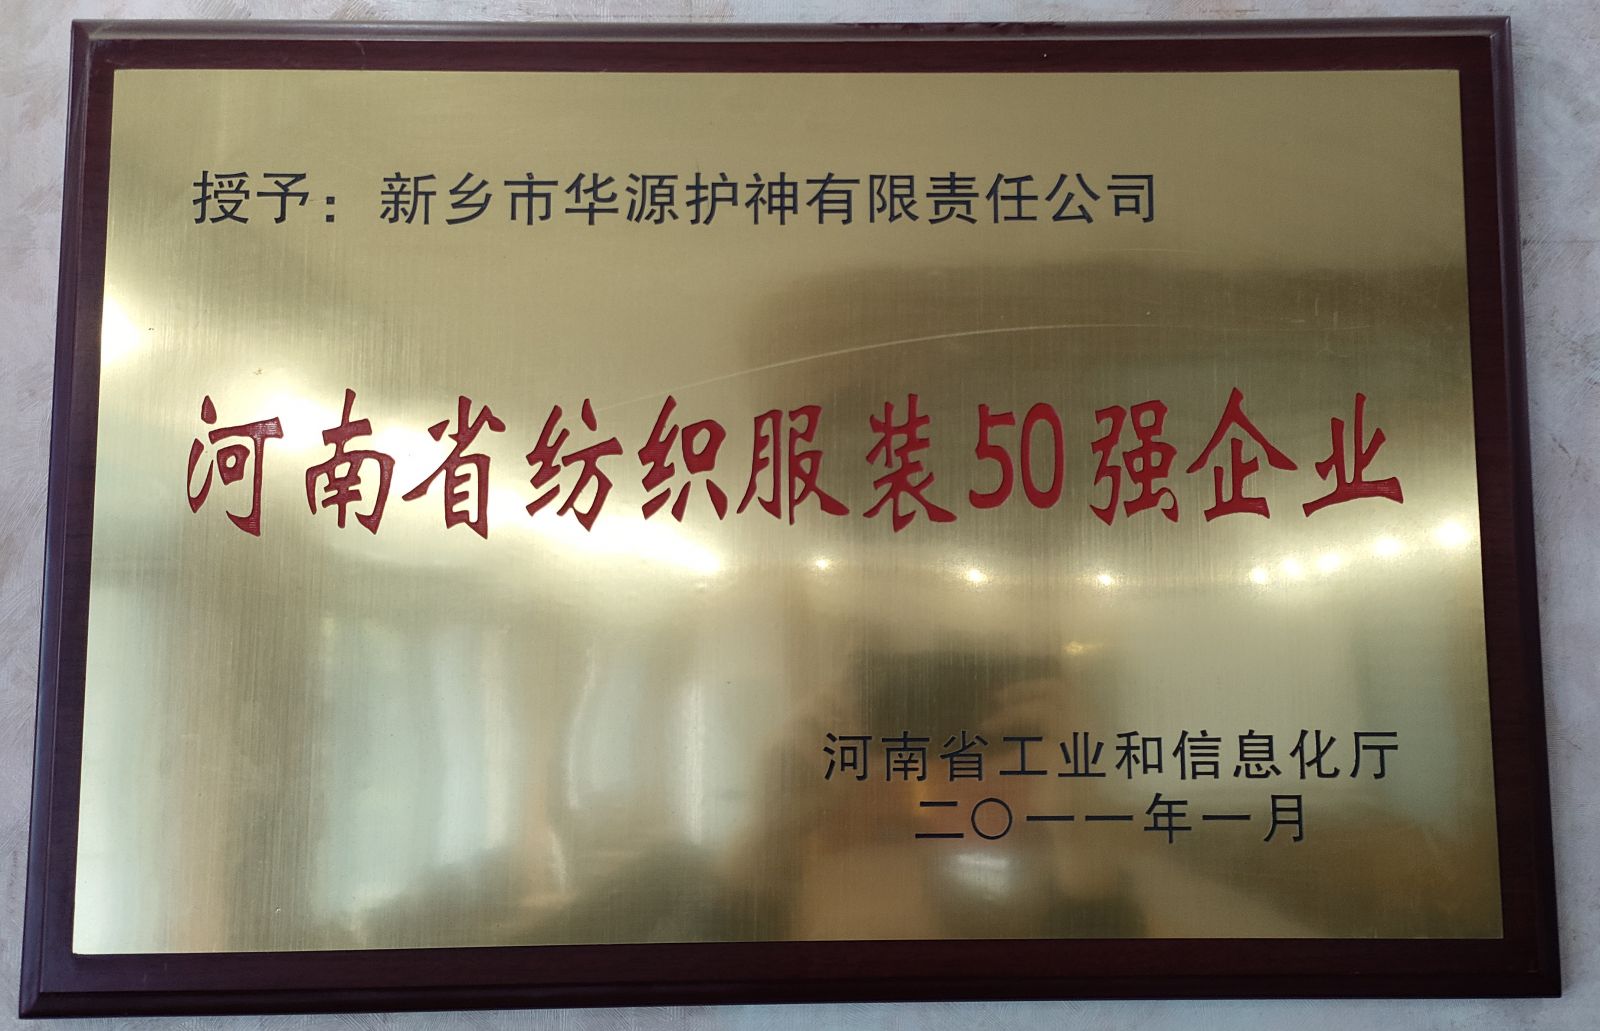 授予：新乡市华源护神有限责任公司
河南省纺织服装50强企业
河南省工业和信息化厅
二〇一一年一月